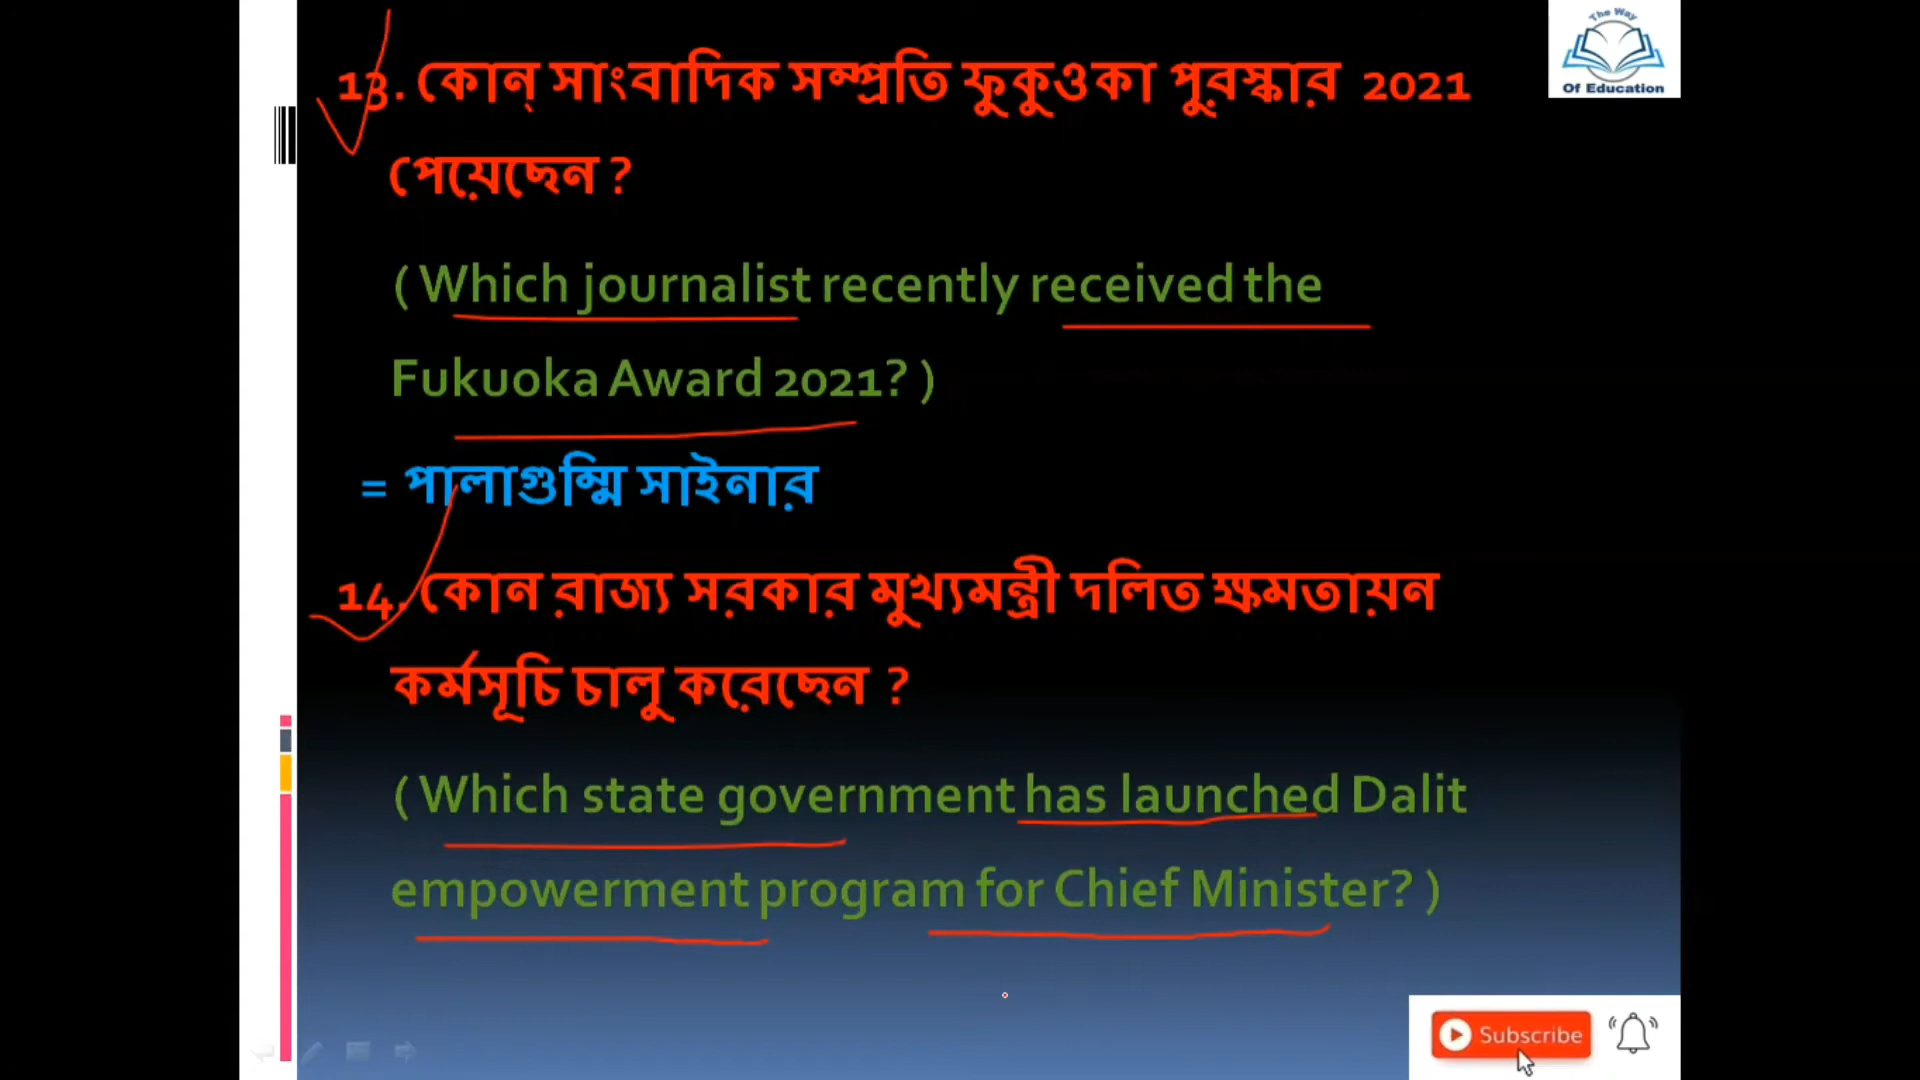 The Way
Of Education
13. কোন্ সাংবাদিক সম্প্রতি ফুকুওকা পুরস্কার 2021
পেয়েছেন ?
( Which journalist recently received the
Fukuoka Award 2021? )
= পালাগুম্মি সাইনার
14. কোন রাজ্য সরকার মুখ্যমন্ত্রী দলিত ক্ষমতায়ন
কর্মসূচি চালু করেছেন ?
( Which state government has launched Dalit
empowerment program for Chief Minister? )
Subscribe